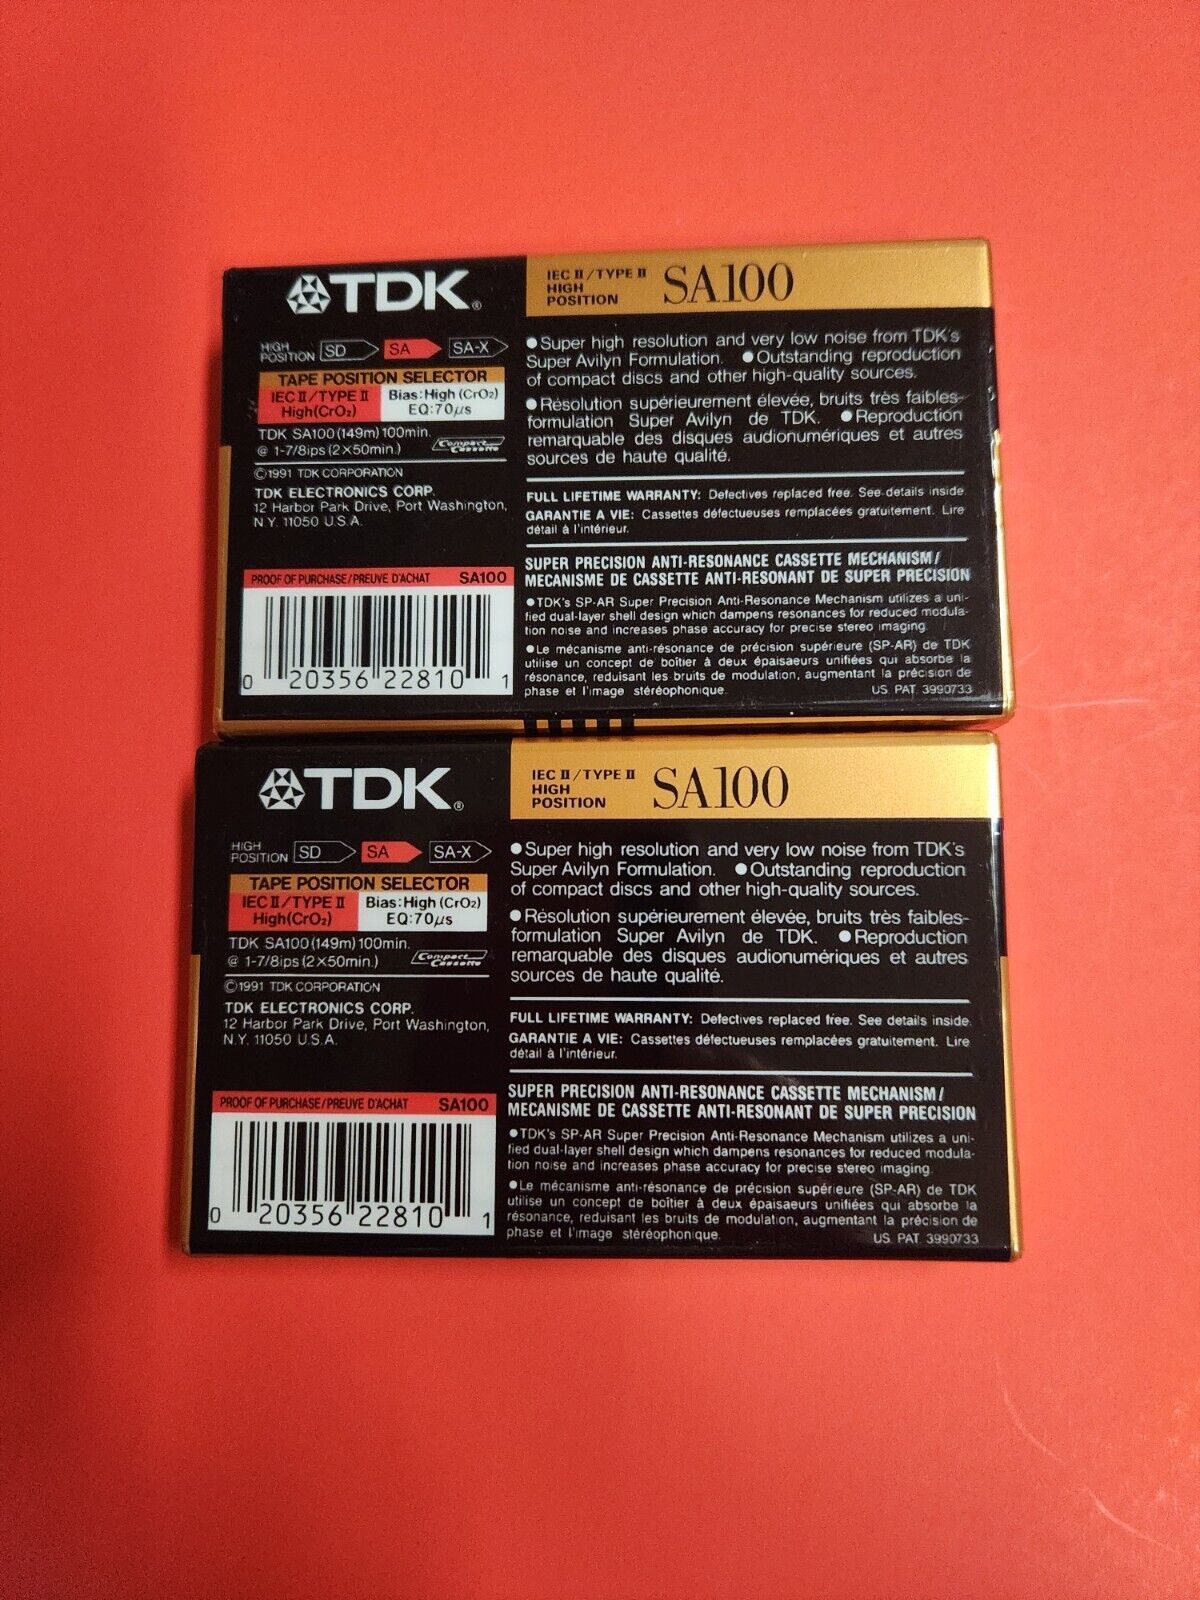 TDK®
IEC II/TYPE II
HIGH
POSITION
SA100
HIGH
POSITION SD SA SA-X
TAPE POSITION SELECTOR
IEC II/TYPE II
High(CrO₂)
Bias:High (CrO₂)
EQ:70μs
TDK SA100(149m)100min.
@ 1-7/8ips(2×50min.)
Compact
Cassette
©1991 TDK CORPORATION
TDK ELECTRONICS CORP.
12 Harbor Park Drive, Port Washington,
N.Y. 11050 U.S.A.
PROOF OF PURCHASE/PREUVE D'ACHAT SA100
0 20356 22810 1
●Super high resolution and very low noise from TDK's
Super Avilyn Formulation. ●Outstanding reproduction
of compact discs and other high-quality sources.
●Résolution supérieurement élevée, bruits très faibles-
formulation Super Avilyn de TDK. ●Reproduction
remarquable des disques audionumériques et autres
sources de haute qualité.
FULL LIFETIME WARRANTY: Defectives replaced free. See details inside.
GARANTIE A VIE: Cassettes défectueuses remplacées gratuitement. Lire
détail à l'intérieur.
SUPER PRECISION ANTI-RESONANCE CASSETTE MECHANISM/
MECANISME DE CASSETTE ANTI-RESONANT DE SUPER PRECISION
●TDK's SP-AR Super Precision Anti-Resonance Mechanism utilizes a uni-
fied dual-layer shell design which dampens resonances for reduced modula-
tion noise and increases phase accuracy for precise stereo imaging.
●Le mécanisme anti-résonance de précision supérieure (SP-AR) de TDK
utilise un concept de boîtier à deux épaisaeurs unifiées qui absorbe la
résonance, reduisant les bruits de modulation, augmentant la précision de
phase et l'image stéréophonique.
US. PAT. 3990733
TDK®
IEC II/TYPE II
HIGH
POSITION
SA100
HIGH
POSITION SD SA SA-X
TAPE POSITION SELECTOR
IEC II/TYPE II
High(CrO₂)
Bias:High (CrO₂)
EQ:70μs
TDK SA100(149m)100min.
@ 1-7/8ips(2×50min.)
Compact
Cassette
©1991 TDK CORPORATION
TDK ELECTRONICS CORP.
12 Harbor Park Drive, Port Washington,
N.Y. 11050 U.S.A.
PROOF OF PURCHASE/PREUVE D'ACHAT SA100
0 20356 22810 1
●Super high resolution and very low noise from TDK's
Super Avilyn Formulation. ●Outstanding reproduction
of compact discs and other high-quality sources.
●Résolution supérieurement élevée, bruits très faibles-
formulation Super Avilyn de TDK. ●Reproduction
remarquable des disques audionumériques et autres
sources de haute qualité.
FULL LIFETIME WARRANTY: Defectives replaced free. See details inside.
GARANTIE A VIE: Cassettes défectueuses remplacées gratuitement. Lire
détail à l'intérieur.
SUPER PRECISION ANTI-RESONANCE CASSETTE MECHANISM/
MECANISME DE CASSETTE ANTI-RESONANT DE SUPER PRECISION
●TDK's SP-AR Super Precision Anti-Resonance Mechanism utilizes a uni-
fied dual-layer shell design which dampens resonances for reduced modula-
tion noise and increases phase accuracy for precise stereo imaging.
●Le mécanisme anti-résonance de précision supérieure (SP-AR) de TDK
utilise un concept de boîtier à deux épaisaeurs unifiées qui absorbe la
résonance, reduisant les bruits de modulation, augmentant la précision de
phase et l'image stéréophonique.
US. PAT. 3990733